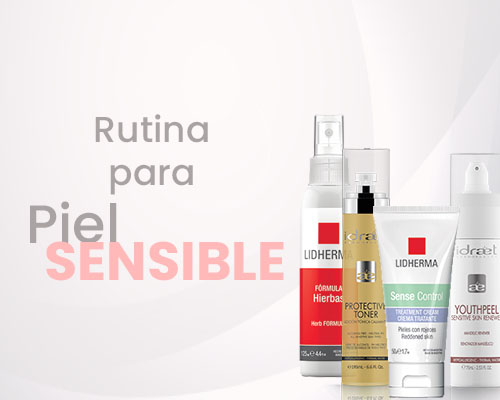 Rutina
para
Piel
SENSIBLE
LIDHERMA
FÓRMULA
Hierbas
Herb FORMULA
idraet
æ
PROTECTIVE
TONER
LIDHERMA
Sense Control
TREATMENT CREAM
CREMA TRATANTE
Pieles con rojeces
Reddened skin
idraet
æ
YOUTHPEEL
SENSITIVE SKIN RENEWER